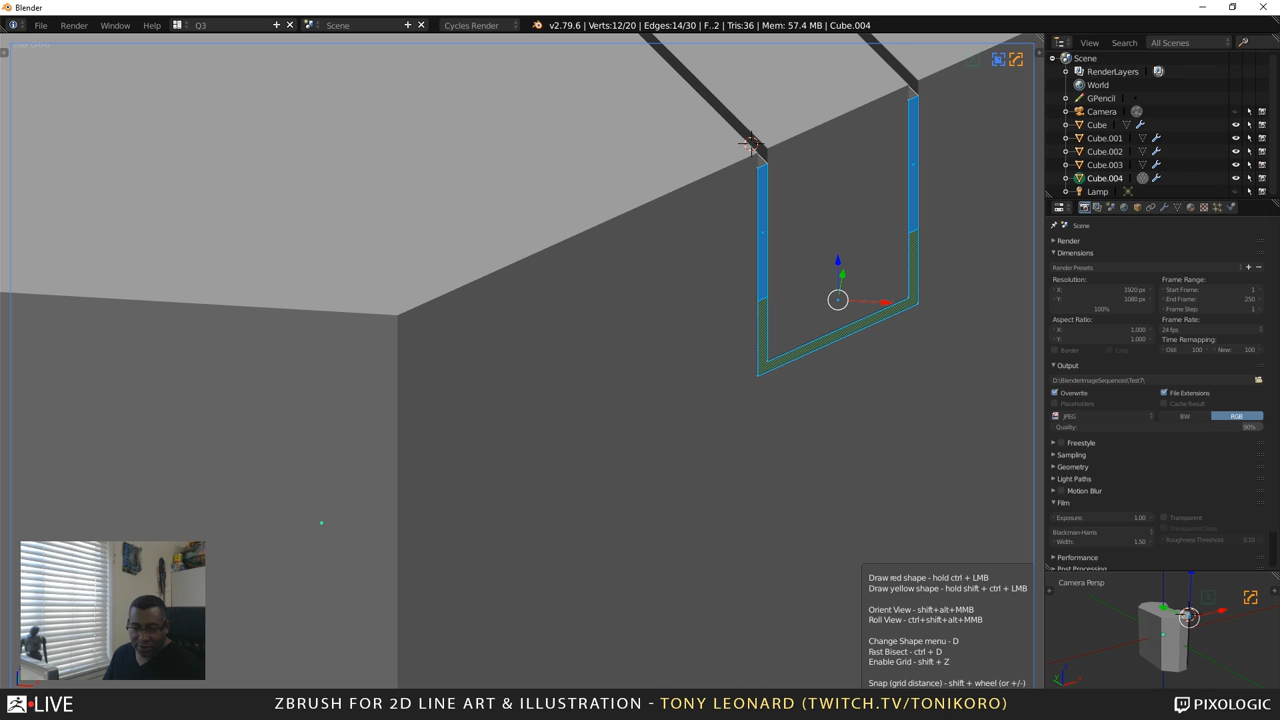 Blender
File Render Window Help Q3 Scene Cycles Render v2.79.6 | Verts:12/20 | Edges:14/30 | F..2 | Tris:36 | Mem: 57.4 MB | Cube.004
View Search All Scenes
Scene
RenderLayers
World
GPencil
Camera
Cube
Cube.001
Cube.002
Cube.003
Cube.004
Lamp
Scene
Render
Dimensions
Render Presets
Resolution: Frame Range:
X: 1920 px Start Frame: 1
Y: 1080 px End Frame: 250
100% Frame Step: 1
Aspect Ratio: Frame Rate:
X: 1.000 24 fps
Y: 1.000 Time Remapping:
Border Crop Old: 100 New: 100
Output
D:\BlenderImageSequences\Test7\
Overwrite File Extensions
Placeholders Cache Result
JPEG BW RGB
Quality: 90%
Freestyle
Sampling
Geometry
Light Paths
Motion Blur
Film
Exposure: 1.00 Transparent
Transparent Glass
Blackman-Harris Roughness Threshold: 0.10
Width: 1.50
Performance
Post Processing
Camera Persp
Draw red shape - hold ctrl + LMB
Draw yellow shape - hold shift + ctrl + LMB
Orient View - shift+alt+MMB
Roll View - ctrl+shift+alt+MMB
Change Shape menu - D
Fast Bisect - ctrl + D
Enable Grid - shift + Z
Snap (grid distance) - shift + wheel (or +/-)
LIVE ZBRUSH FOR 2D LINE ART & ILLUSTRATION - TONY LEONARD (TWITCH.TV/TONIKORO) PIXOLOGIC